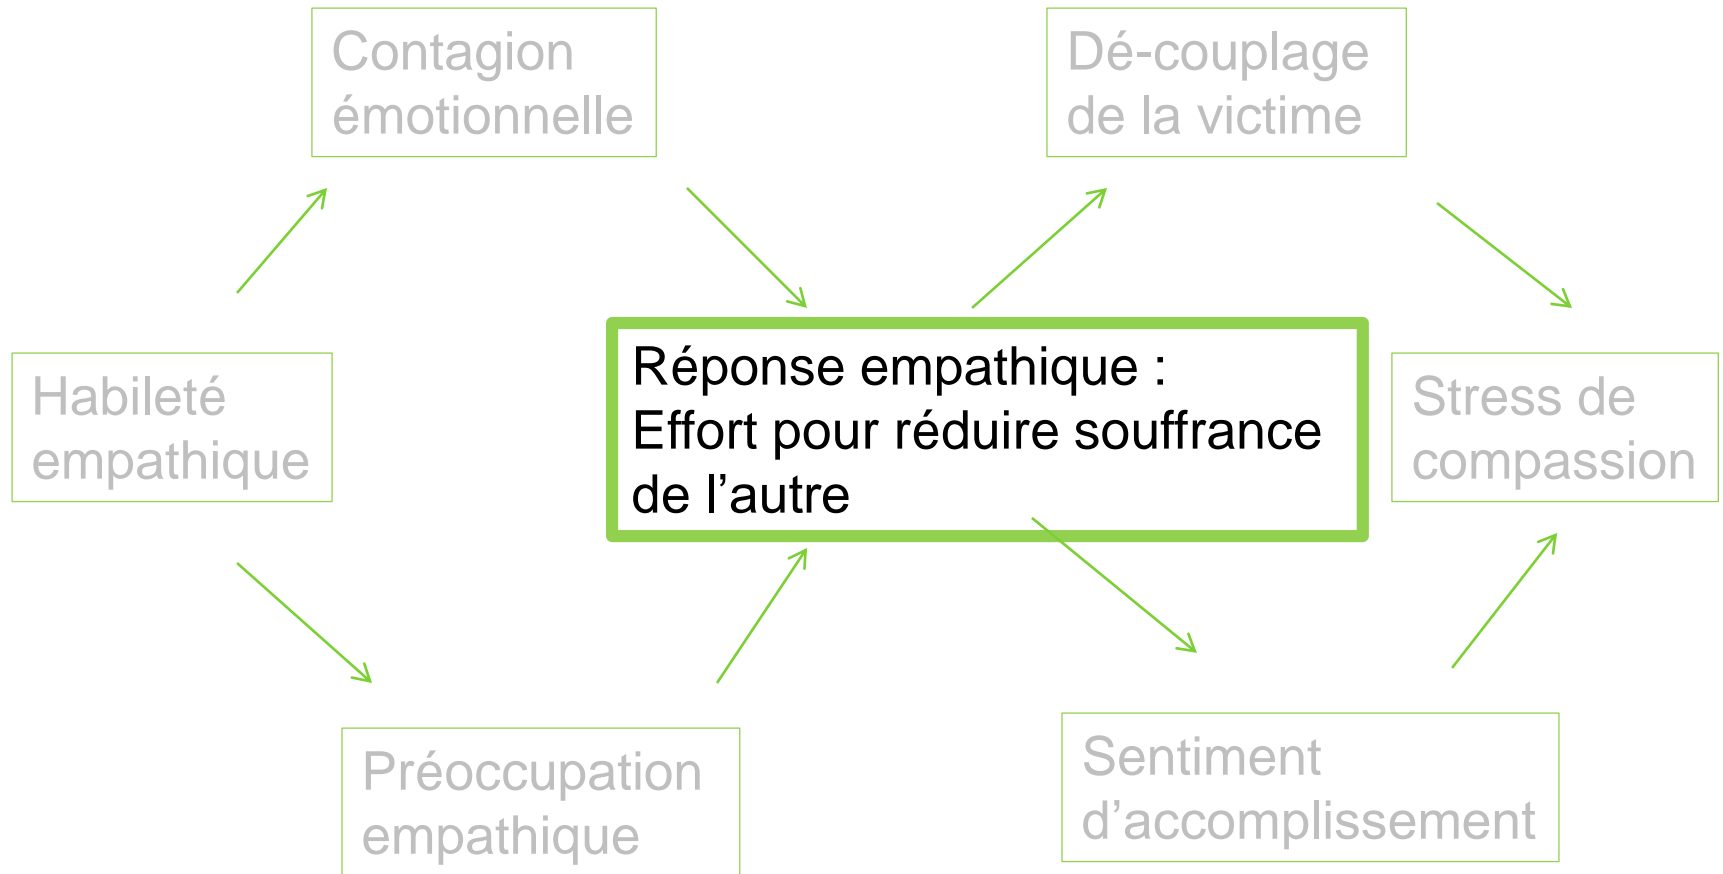 Contagion
émotionnelle
Dé-couplage
de la victime
Habileté
empathique
Réponse empathique :
Effort pour réduire souffrance
de l’autre
Stress de
compassion
Préoccupation
empathique
Sentiment
d’accomplissement